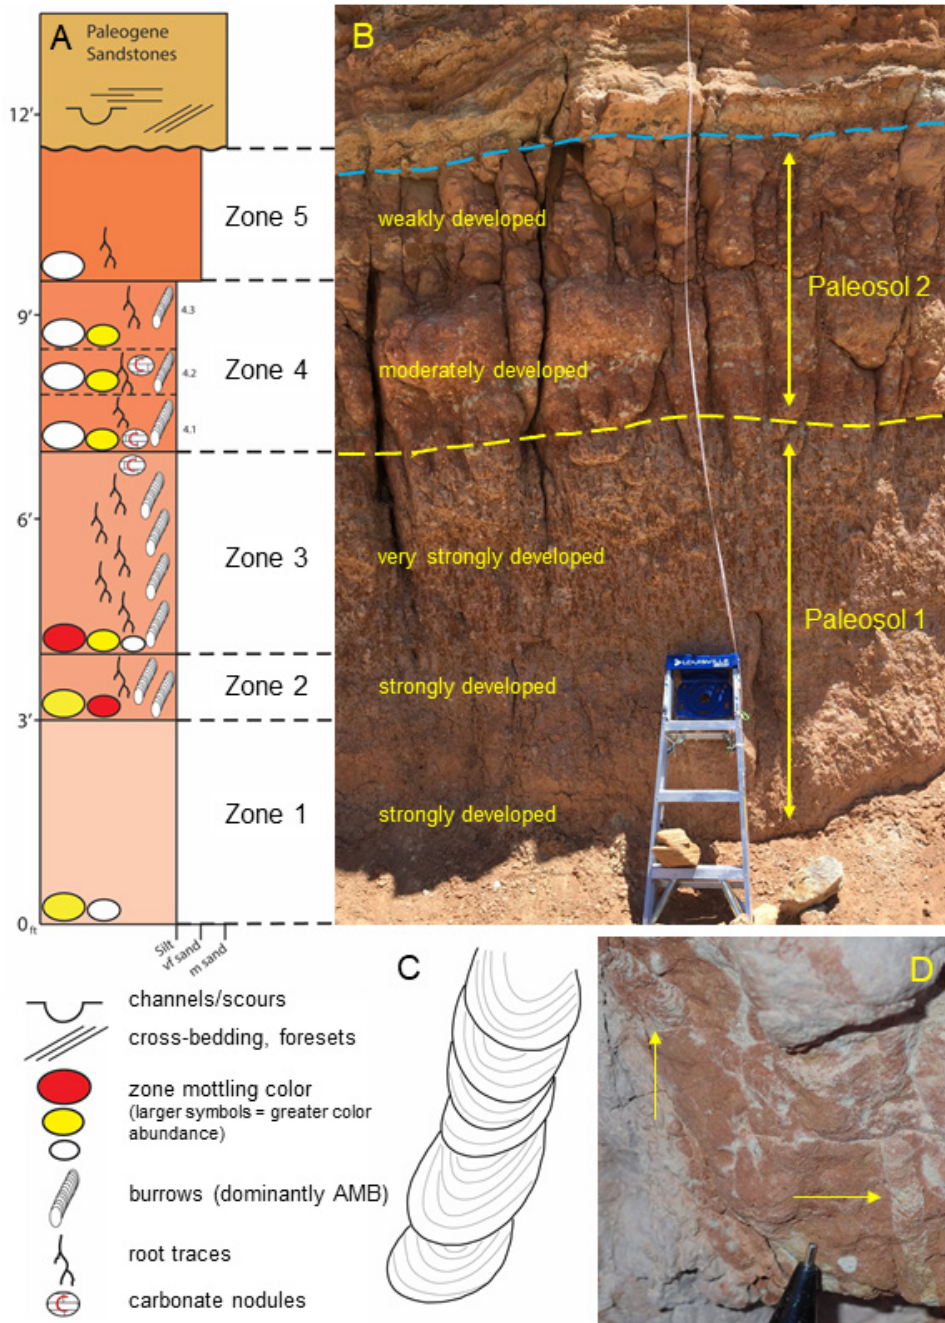 A
Paleogene
Sandstones
12'
Zone 5
9'
4.3
4.2
Zone 4
4.1
6'
Zone 3
Zone 2
3'
Zone 1
0 ft
Silt
vf sand
m sand
B
weakly developed
Paleosol 2
moderately developed
very strongly developed
Paleosol 1
LOUISVILLE
strongly developed
strongly developed
channels/scours
cross-bedding, foresets
zone mottling color
(larger symbols = greater color
abundance)
burrows (dominantly AMB)
root traces
carbonate nodules
C
D